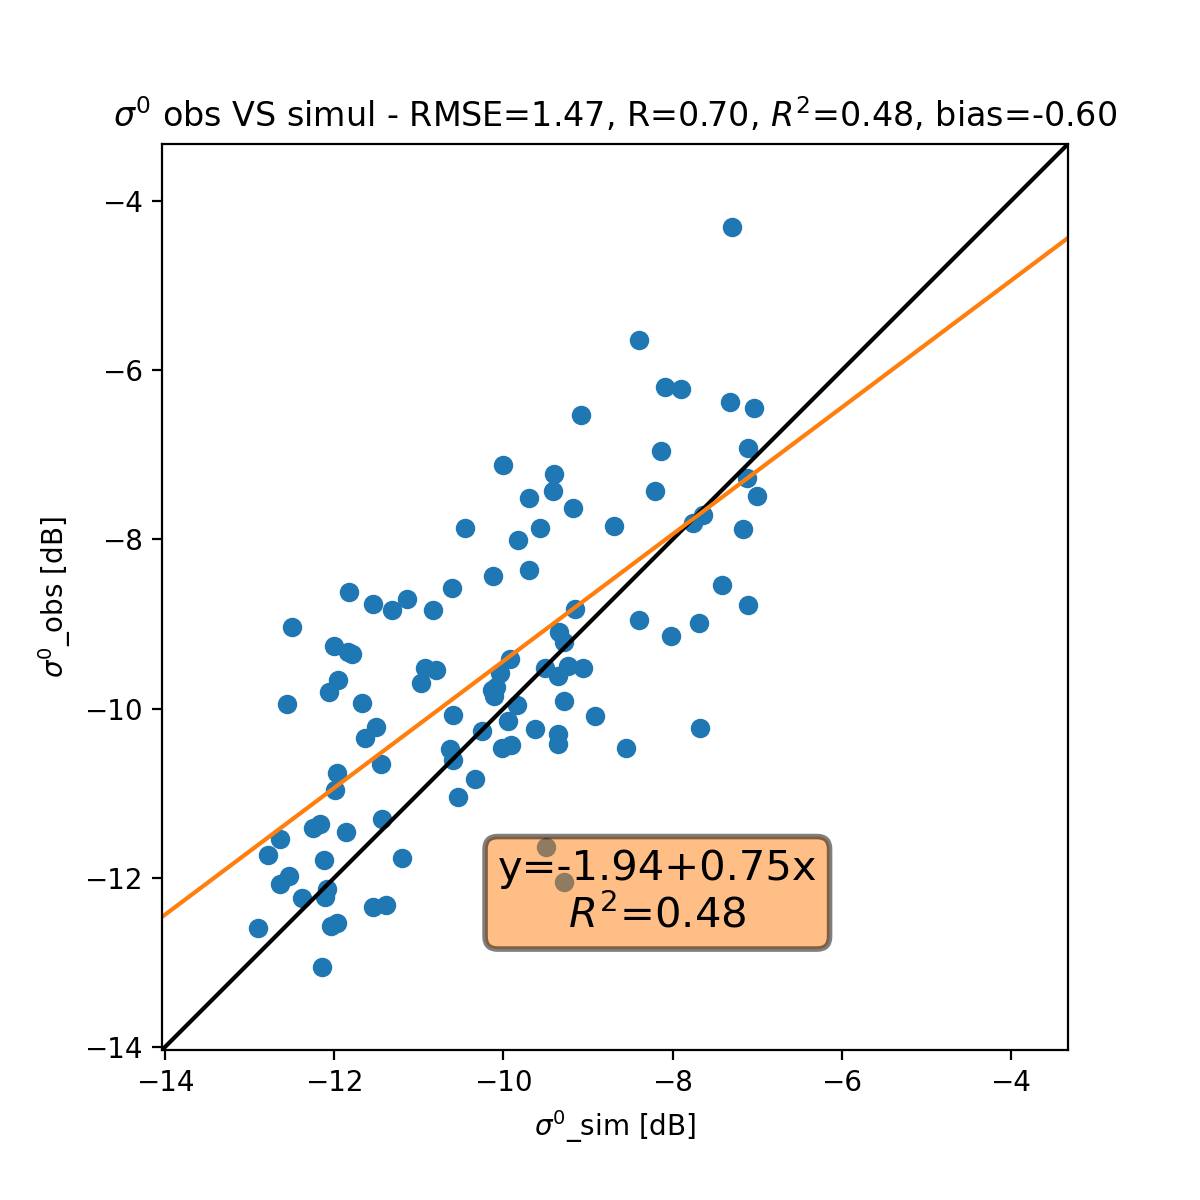 σ⁰ obs VS simul - RMSE=1.47, R=0.70, R²=0.48, bias=-0.60
−4
−6
−8
−10
−12
−14
σ⁰_obs [dB]
y=-1.94+0.75x
R²=0.48
−14 −12 −10 −8 −6 −4
σ⁰_sim [dB]